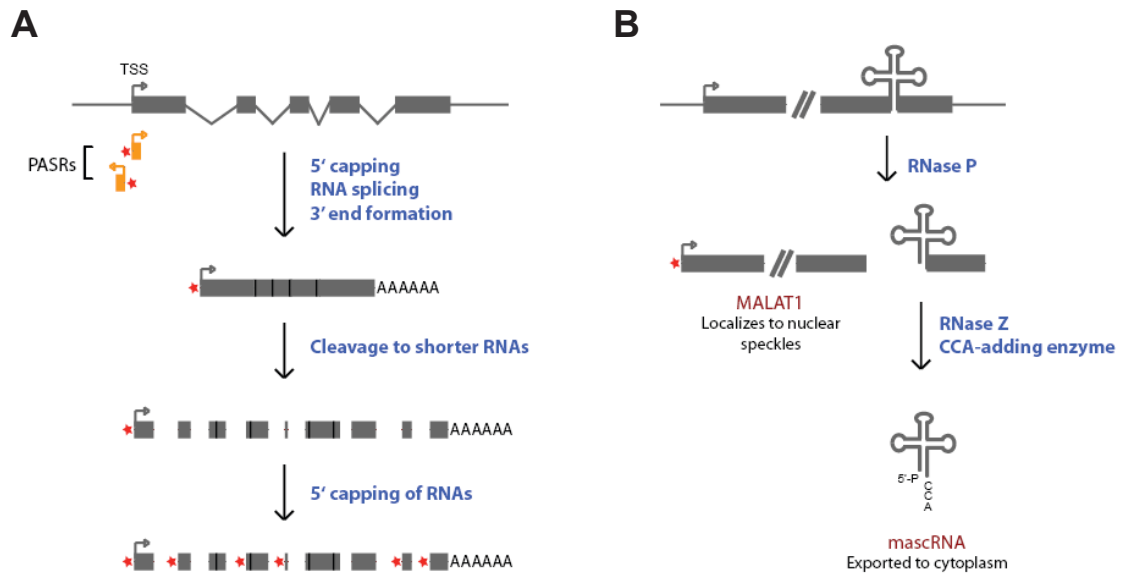 A
TSS
PASRs
5‘ capping
RNA splicing
3’ end formation
AAAAAA
Cleavage to shorter RNAs
AAAAAA
5‘ capping of RNAs
AAAAAA
B
RNase P
MALAT1
Localizes to nuclear
speckles
RNase Z
CCA-adding enzyme
5'-P
C
C
A
mascRNA
Exported to cytoplasm